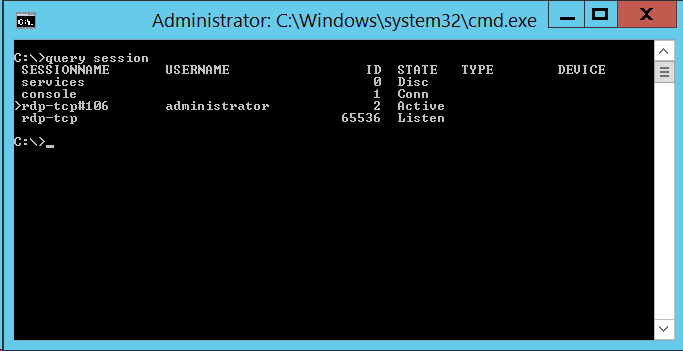 Administrator: C:\Windows\system32\cmd.exe
C:\>query session
 SESSIONNAME       USERNAME                 ID  STATE   TYPE        DEVICE
 services                                    0  Disc
 console                                     1  Conn
>rdp-tcp#106       administrator             2  Active
 rdp-tcp                                 65536  Listen
C:\>_